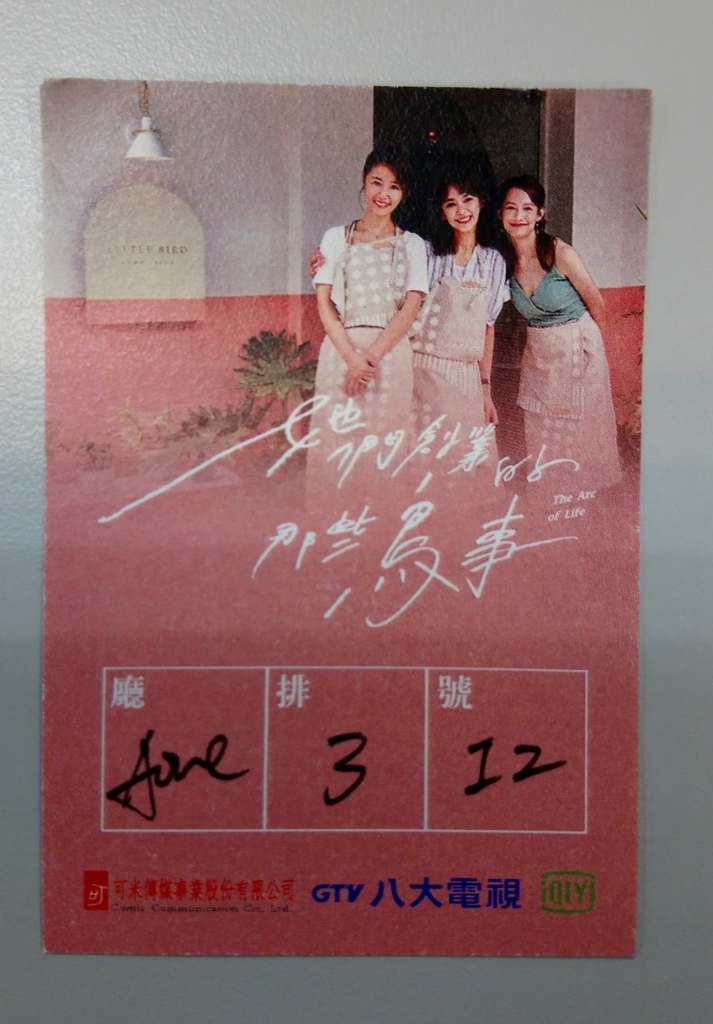 LITTLE BIRD
她們創業的
The Arc
of Life
那些鳥事
廳 排 號
3 12
可米傳媒事業股份有限公司
Comic Communication Co., Ltd.
GTV 八大電視
iQIYI